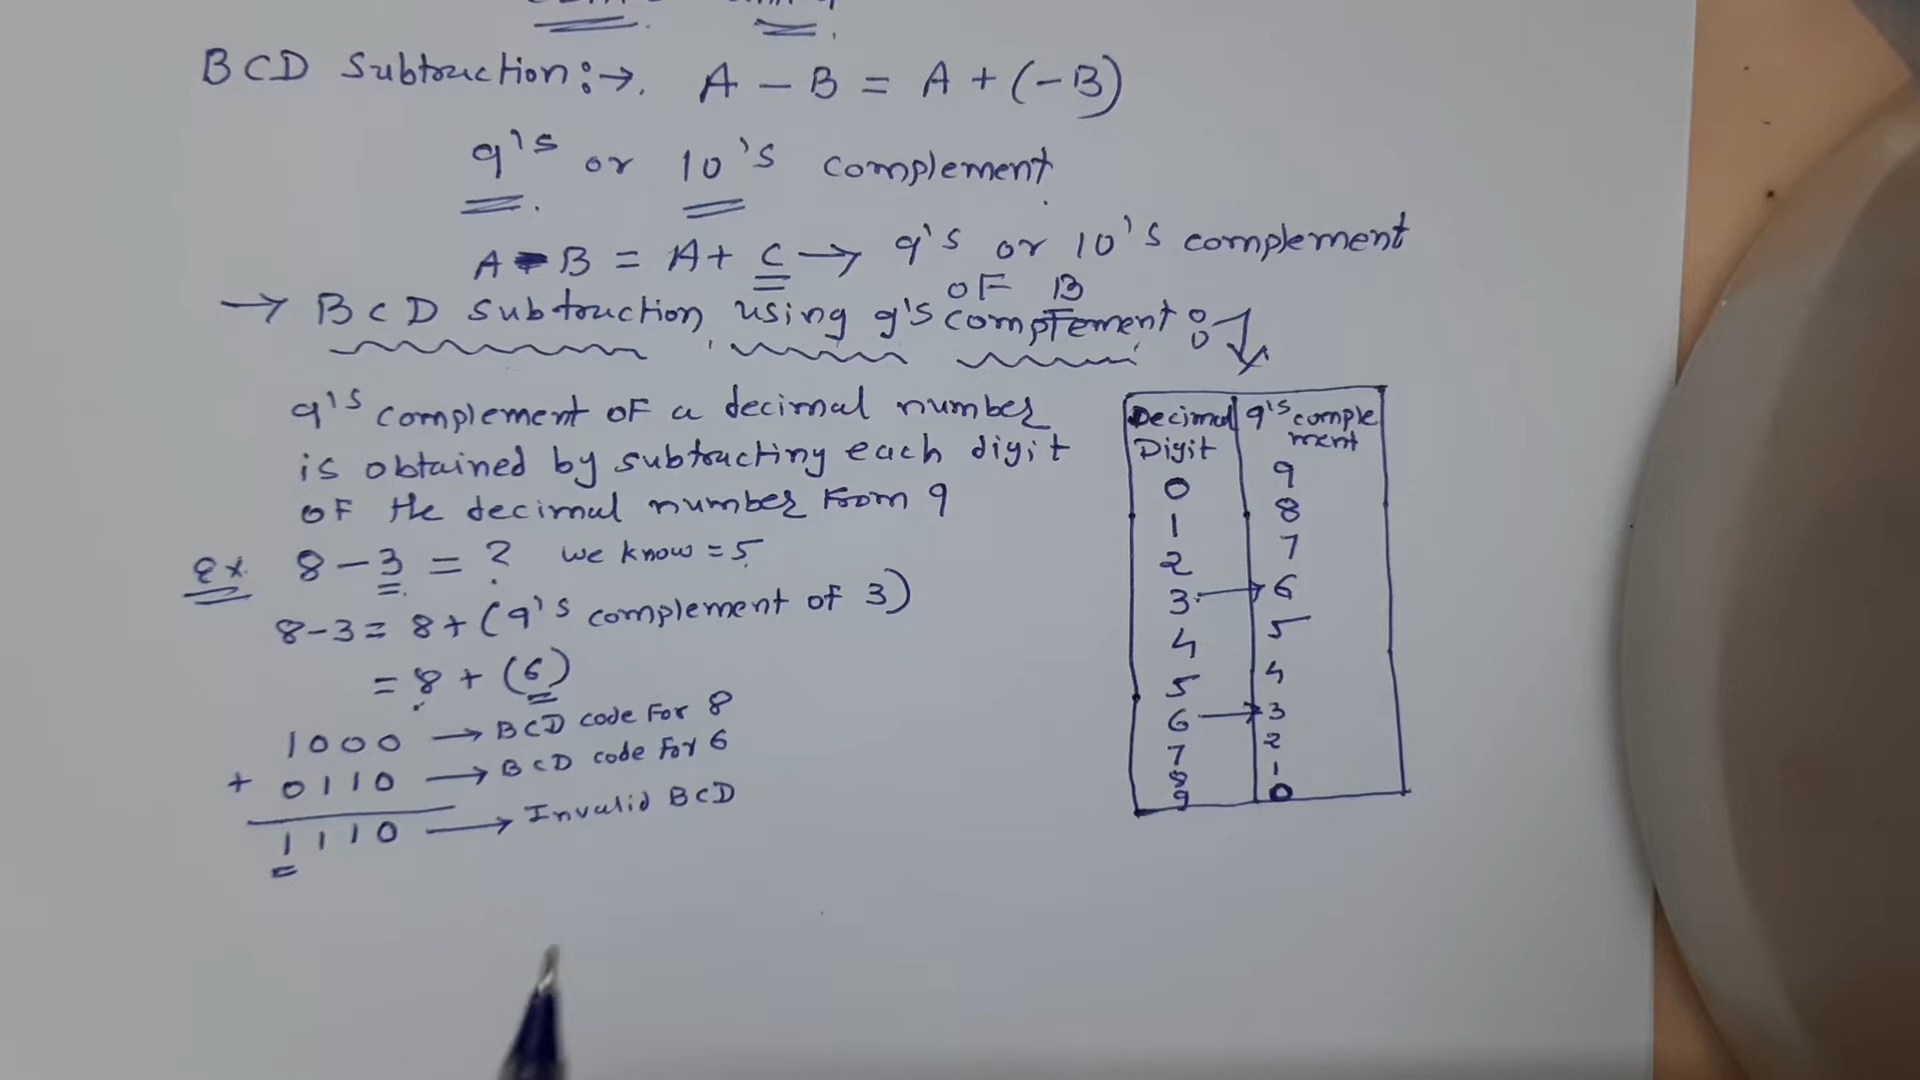 BCD Subtraction:→. A - B = A + (-B)
9's or 10's complement.
A - B = A + C → 9's or 10's complement
OF B
→ BCD subtraction using 9's complement :
9's complement OF a decimal number
is obtained by subtracting each digit
OF the decimal number From 9
Ex 8 - 3 = ? we know = 5
8-3 = 8 + (9's complement of 3)
= 8 + (6)
1000 → BCD code For 8
+ 0110 → BCD code For 6
1110 → Invalid BCD
Decimal Digit 9's comple ment
0 9
1 8
2 7
3 → 6
4 5
5 4
6 → 3
7 2
8 1
9 0